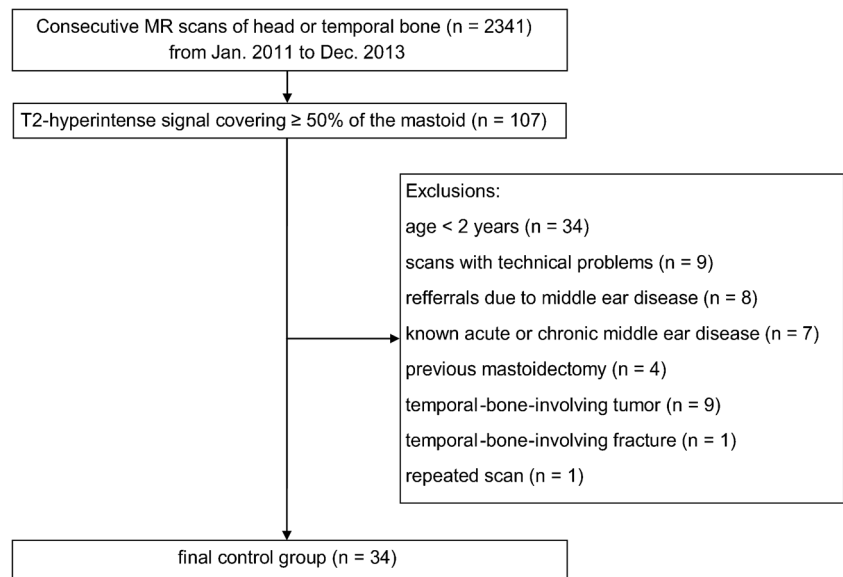 Consecutive MR scans of head or temporal bone (n = 2341)
from Jan. 2011 to Dec. 2013
T2-hyperintense signal covering ≥ 50% of the mastoid (n = 107)
Exclusions:
age < 2 years (n = 34)
scans with technical problems (n = 9)
refferrals due to middle ear disease (n = 8)
known acute or chronic middle ear disease (n = 7)
previous mastoidectomy (n = 4)
temporal-bone-involving tumor (n = 9)
temporal-bone-involving fracture (n = 1)
repeated scan (n = 1)
final control group (n = 34)